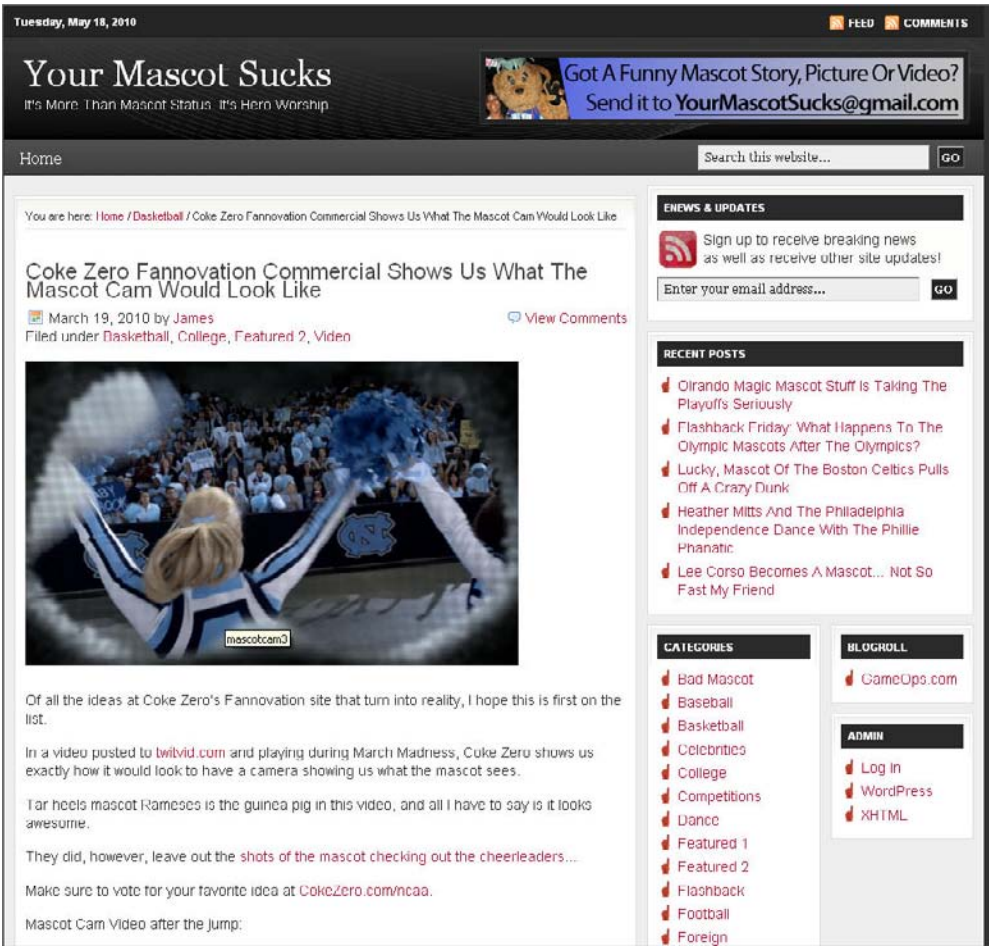 Tuesday, May 18, 2010
FEED COMMENTS
Your Mascot Sucks
It's More Than Mascot Status. It's Hero Worship.
Got A Funny Mascot Story, Picture Or Video?
Send it to YourMascotSucks@gmail.com
Home
Search this website... GO
You are here: Home / Basketball / Coke Zero Fannovation Commercial Shows Us What The Mascot Cam Would Look Like
Coke Zero Fannovation Commercial Shows Us What The
Mascot Cam Would Look Like
March 19, 2010 by James
View Comments
Filed under Basketball, College, Featured 2, Video
mascotcam3
Of all the ideas at Coke Zero's Fannovation site that turn into reality, I hope this is first on the
list.
In a video posted to twitvid.com and playing during March Madness, Coke Zero shows us
exactly how it would look to have a camera showing us what the mascot sees.
Tar heels mascot Rameses is the guinea pig in this video, and all I have to say is it looks
awesome.
They did, however, leave out the shots of the mascot checking out the cheerleaders...
Make sure to vote for your favorite idea at CokeZero.com/ncaa.
Mascot Cam Video after the jump:
ENEWS & UPDATES
Sign up to receive breaking news
as well as receive other site updates!
Enter your email address... GO
RECENT POSTS
Olrando Magic Mascot Stuff Is Taking The
Playoffs Seriously
Flashback Friday: What Happens To The
Olympic Mascots After The Olympics?
Lucky, Mascot Of The Boston Celtics Pulls
Off A Crazy Dunk
Heather Mitts And The Philadelphia
Independence Dance With The Phillie
Phanatic
Lee Corso Becomes A Mascot... Not So
Fast My Friend
CATEGORIES
Bad Mascot
Baseball
Basketball
Celebrities
College
Competitions
Dance
Featured 1
Featured 2
Flashback
Football
Foreign
BLOGROLL
GameOps.com
ADMIN
Log in
WordPress
XHTML